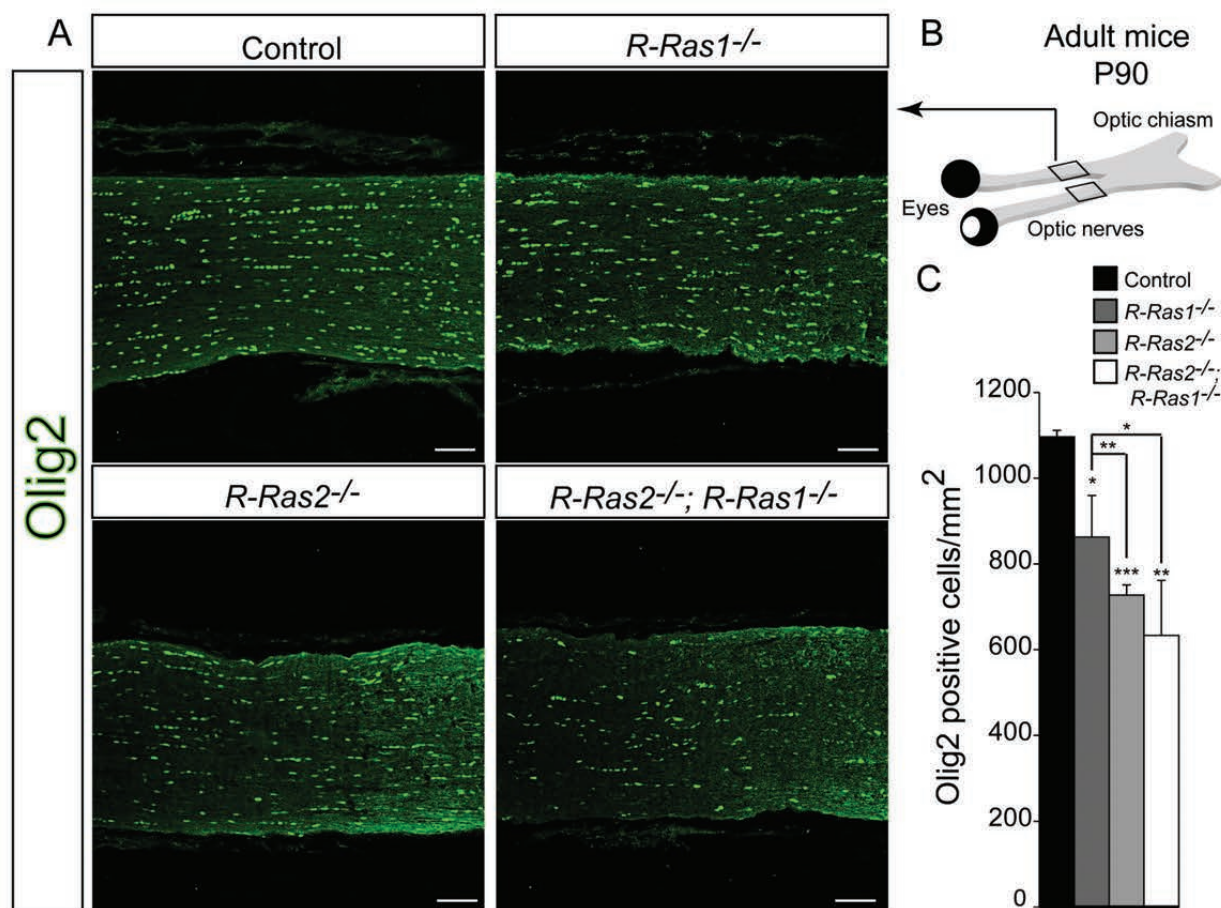 A
Control
R-Ras1-/-
Olig2
R-Ras2-/-
R-Ras2-/-; R-Ras1-/-
B
Adult mice
P90
Optic chiasm
Eyes
Optic nerves
C
Control
R-Ras1-/-
R-Ras2-/-
R-Ras2-/-;
R-Ras1-/-
Olig2 positive cells/mm2
1200
1000
800
600
400
200
0
*
**
*
***
**